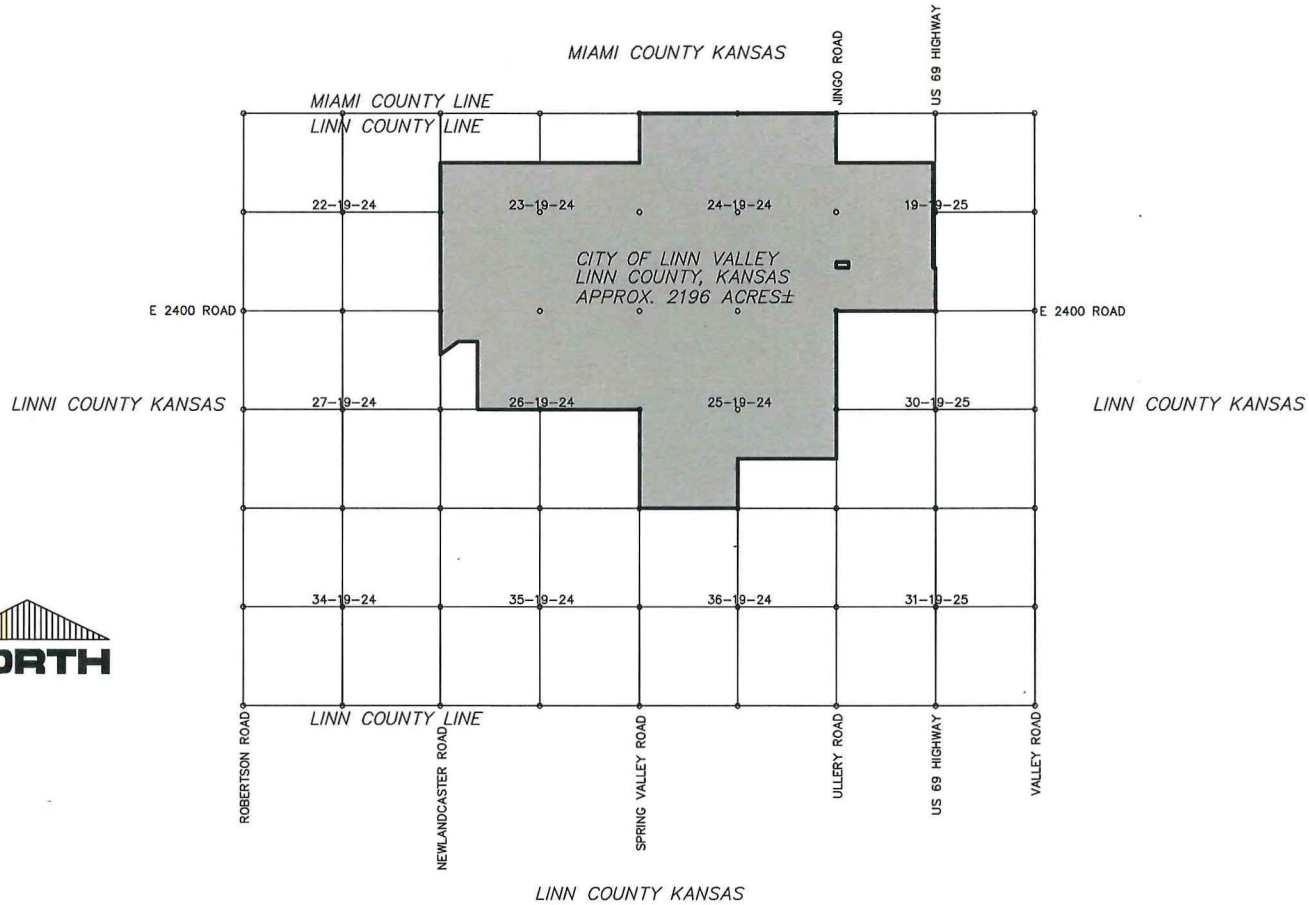 MIAMI COUNTY KANSAS
JINGO ROAD
US 69 HIGHWAY
MIAMI COUNTY LINE
LINN COUNTY LINE
22-19-24
23-19-24
24-19-24
19-19-25
CITY OF LINN VALLEY
LINN COUNTY, KANSAS
APPROX. 2196 ACRES±
E 2400 ROAD
E 2400 ROAD
LINNI COUNTY KANSAS
27-19-24
26-19-24
25-19-24
30-19-25
LINN COUNTY KANSAS
34-19-24
35-19-24
36-19-24
31-19-25
ORTH
LINN COUNTY LINE
ROBERTSON ROAD
NEWLANDCASTER ROAD
SPRING VALLEY ROAD
ULLERY ROAD
US 69 HIGHWAY
VALLEY ROAD
LINN COUNTY KANSAS